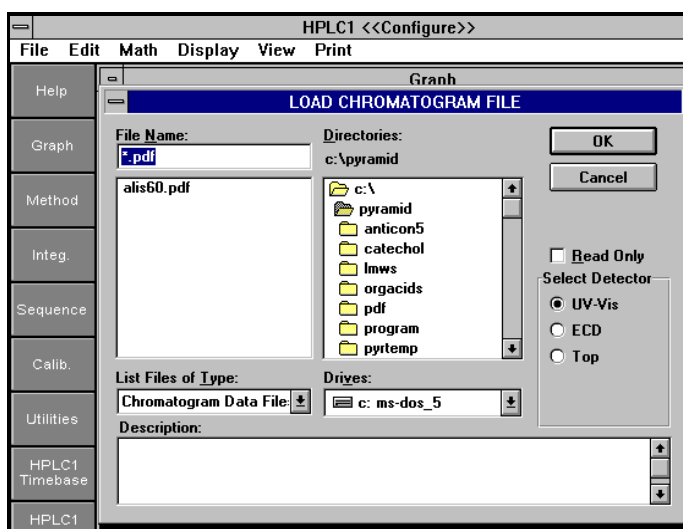 HPLC1 <<Configure>>
File Edit Math Display View Print
Help
Graph
Method
Integ.
Sequence
Calib.
Utilities
HPLC1
Timebase
HPLC1
Graph
LOAD CHROMATOGRAM FILE
File Name:
*.pdf
alis60.pdf
List Files of Type:
Chromatogram Data File
Directories:
c:\pyramid
c:\
pyramid
anticon5
catechol
lmws
orgacids
pdf
program
pyrtemp
Drives:
c: ms-dos_5
OK
Cancel
Read Only
Select Detector
UV-Vis
ECD
Top
Description: